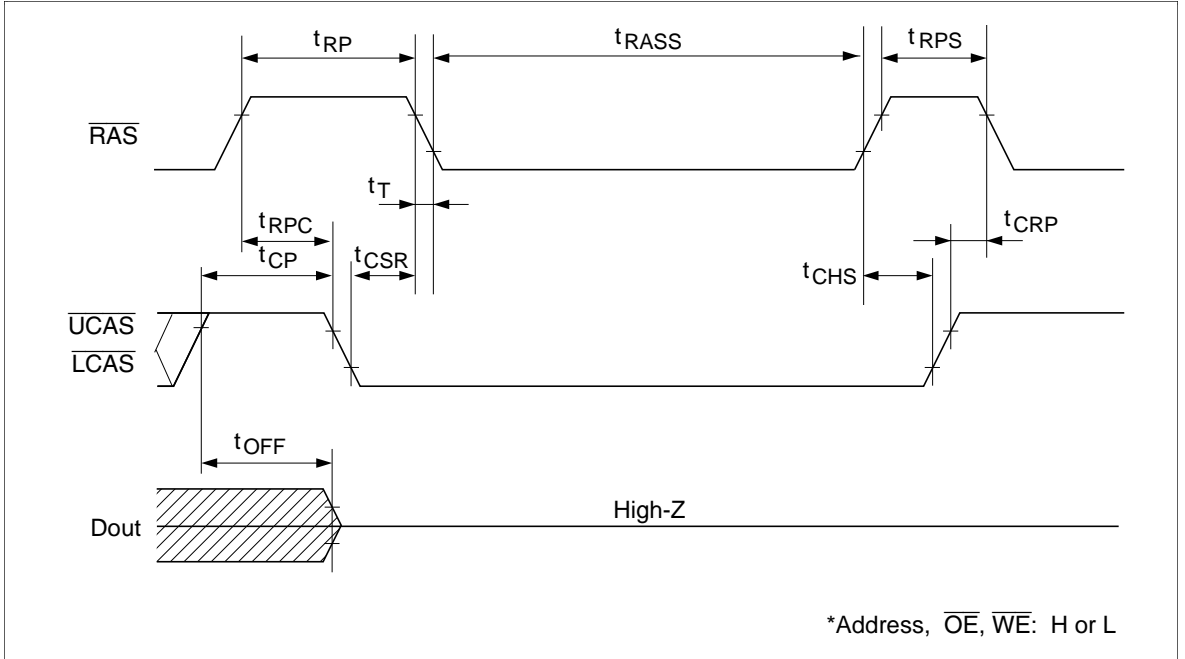 tRP
tRASS
tRPS
RAS
tT
tRPC
tCRP
tCP
tCSR
tCHS
UCAS
LCAS
tOFF
High-Z
Dout
*Address, OE, WE: H or L